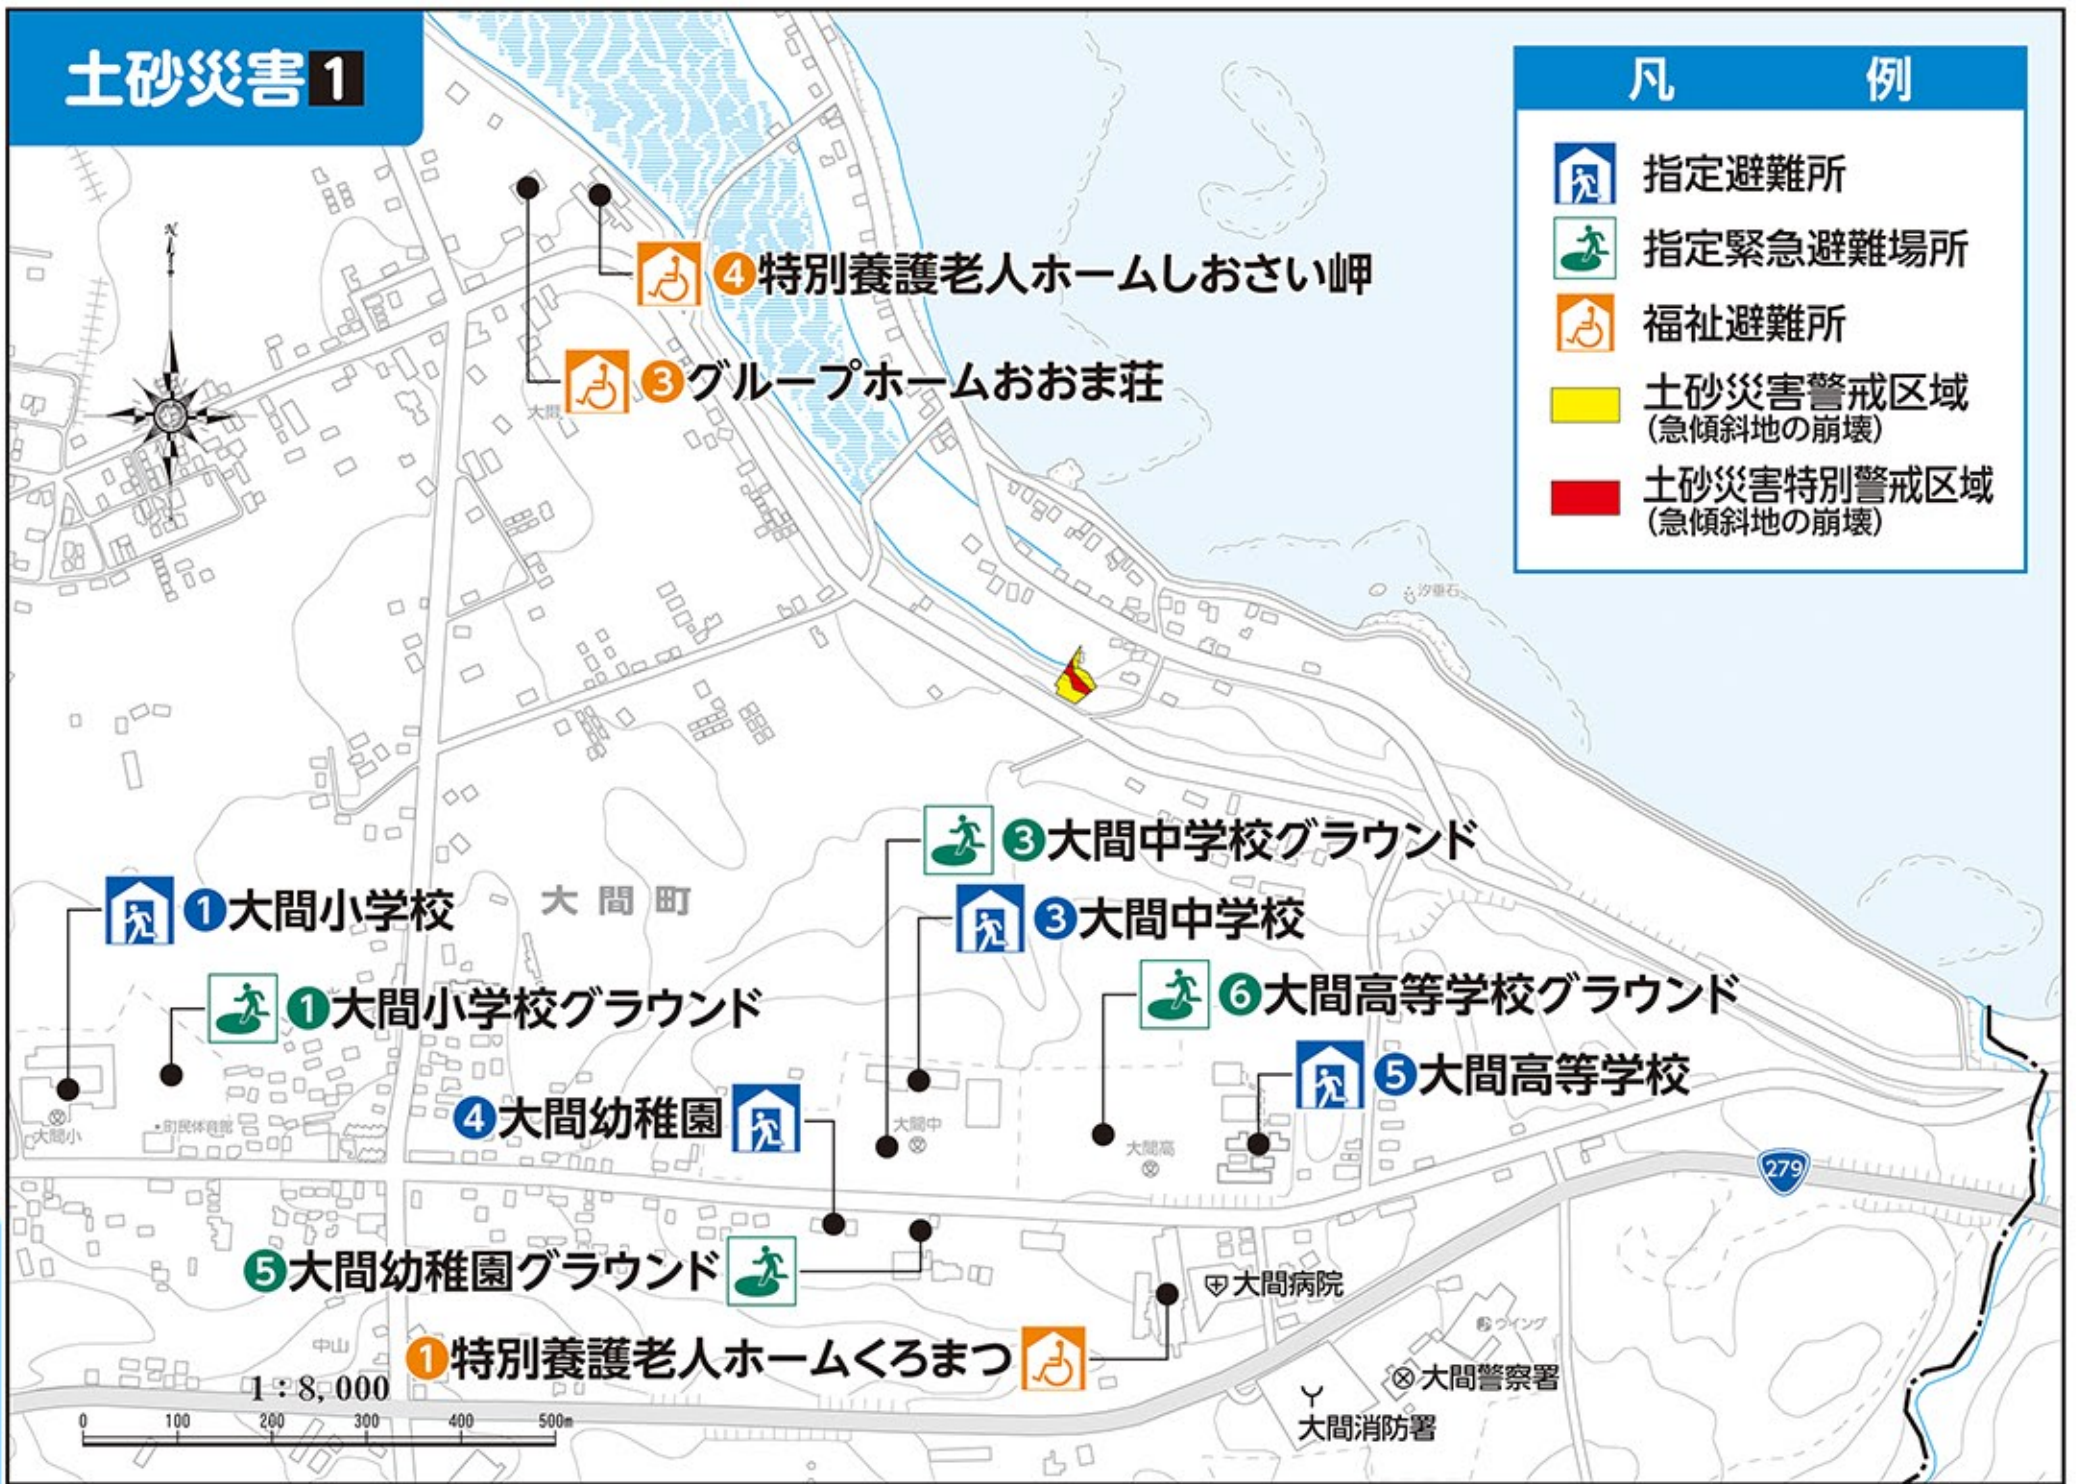 土砂災害1
凡例
指定避難所
指定緊急避難場所
福祉避難所
土砂災害警戒区域
(急傾斜地の崩壊)
土砂災害特別警戒区域
(急傾斜地の崩壊)
N
④特別養護老人ホームしおさい岬
③グループホームおおま荘
大間
汐垂石
③大間中学校グラウンド
①大間小学校
大間町
③大間中学校
①大間小学校グラウンド
⑥大間高等学校グラウンド
⑤大間高等学校
④大間幼稚園
大間小
町民体育館
大間中
大間高
279
⑤大間幼稚園グラウンド
大間病院
ウイング
中山
①特別養護老人ホームくろまつ
大間警察署
大間消防署
1：8,000
0 100 200 300 400 500m